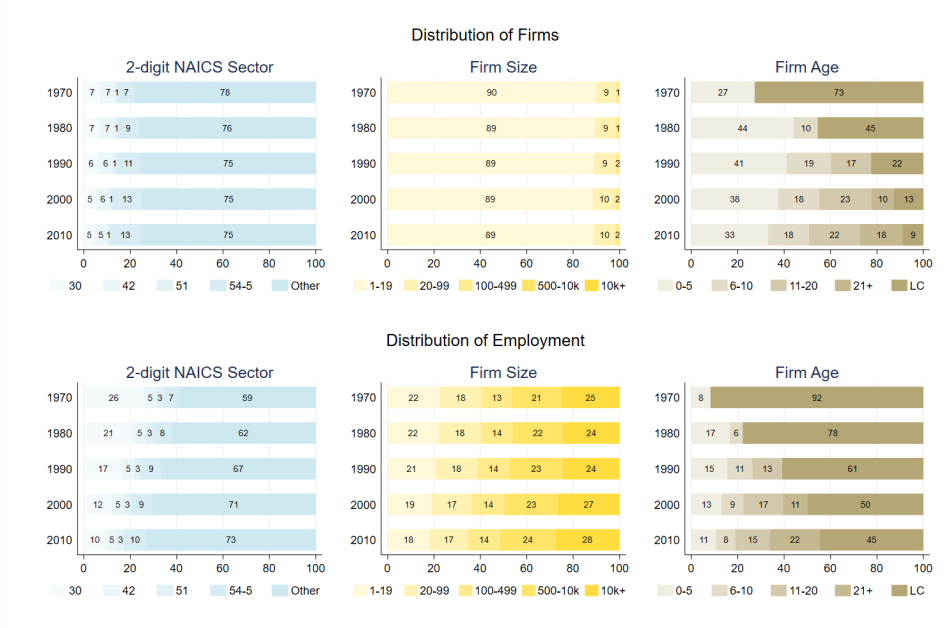 Distribution of Firms
2-digit NAICS Sector
1970 7 7 1 7 78
1980 7 7 1 9 76
1990 6 6 1 11 75
2000 5 6 1 13 75
2010 5 5 1 13 75
0 20 40 60 80 100
30 42 51 54-5 Other
Firm Size
1970 90 9 1
1980 89 9 1
1990 89 9 2
2000 89 10 2
2010 89 10 2
0 20 40 60 80 100
1-19 20-99 100-499 500-10k 10k+
Firm Age
1970 27 73
1980 44 10 45
1990 41 19 17 22
2000 38 18 23 10 13
2010 33 18 22 18 9
0 20 40 60 80 100
0-5 6-10 11-20 21+ LC
Distribution of Employment
2-digit NAICS Sector
1970 26 5 3 7 59
1980 21 5 3 8 62
1990 17 5 3 9 67
2000 12 5 3 9 71
2010 10 5 3 10 73
0 20 40 60 80 100
30 42 51 54-5 Other
Firm Size
1970 22 18 13 21 25
1980 22 18 14 22 24
1990 21 18 14 23 24
2000 19 17 14 23 27
2010 18 17 14 24 28
0 20 40 60 80 100
1-19 20-99 100-499 500-10k 10k+
Firm Age
1970 8 92
1980 17 6 78
1990 15 11 13 61
2000 13 9 17 11 50
2010 11 8 15 22 45
0 20 40 60 80 100
0-5 6-10 11-20 21+ LC